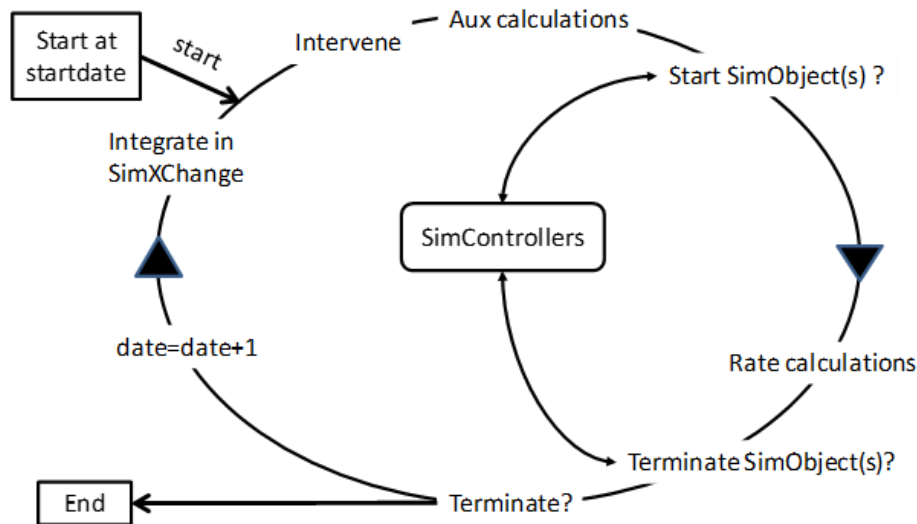 Start at
startdate
start
Intervene
Aux calculations
Start SimObject(s) ?
Integrate in
SimXChange
SimControllers
date=date+1
Rate calculations
Terminate SimObject(s)?
Terminate?
End